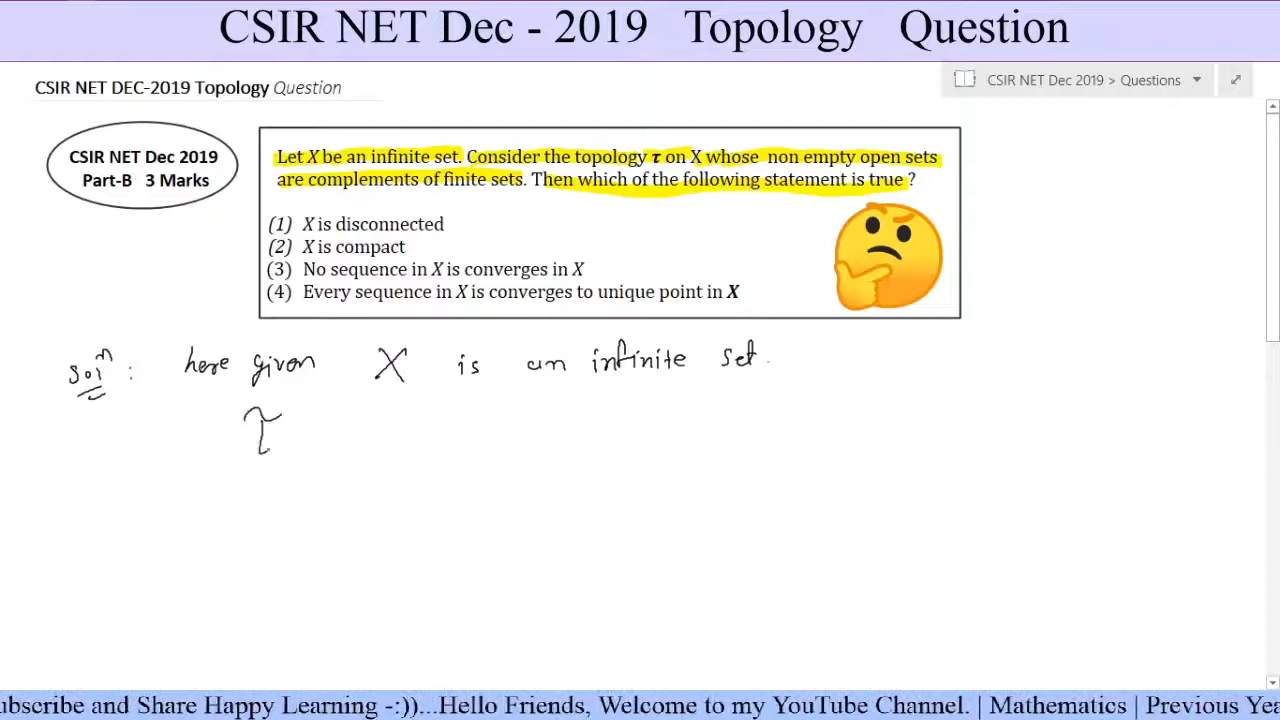 CSIR NET Dec - 2019 Topology Question
CSIR NET DEC-2019 Topology Question
CSIR NET Dec 2019 > Questions
CSIR NET Dec 2019
Part-B 3 Marks
Let X be an infinite set. Consider the topology τ on X whose non empty open sets
are complements of finite sets. Then which of the following statement is true ?
(1) X is disconnected
(2) X is compact
(3) No sequence in X is converges in X
(4) Every sequence in X is converges to unique point in X
Solⁿ : here given X is an infinite set.
τ
ubscribe and Share Happy Learning -:))...Hello Friends, Welcome to my YouTube Channel. | Mathematics | Previous Yea